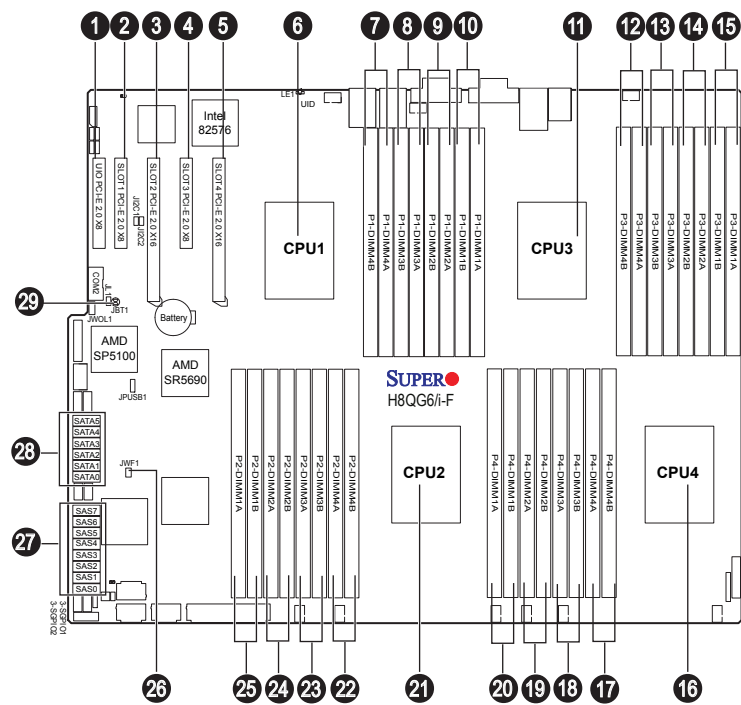 1 2 3 4 5 6 7 8 9 10 11 12 13 14 15
LE1
UID
Intel
82576
UIO PCI-E 2.0 X8
SLOT1 PCI-E 2.0 X8
SLOT2 PCI-E 2.0 X16
SLOT3 PCI-E 2.0 X8
SLOT4 PCI-E 2.0 X16
JI2C1
JI2C2
CPU1
P1-DIMM4B
P1-DIMM4A
P1-DIMM3B
P1-DIMM3A
P1-DIMM2B
P1-DIMM2A
P1-DIMM1B
P1-DIMM1A
CPU3
P3-DIMM4B
P3-DIMM4A
P3-DIMM3B
P3-DIMM3A
P3-DIMM2B
P3-DIMM2A
P3-DIMM1B
P3-DIMM1A
COM2
JL1
29
JBT1
JWOL1
Battery
AMD
SP5100
AMD
SR5690
JPUSB1
SUPER
H8QG6/i-F
28
SATA5
SATA4
SATA3
SATA2
SATA1
SATA0
JWF1
27
SAS7
SAS6
SAS5
SAS4
SAS3
SAS2
SAS1
SAS0
3-SGPIO1
3-SGPIO2
P2-DIMM1A
P2-DIMM1B
P2-DIMM2A
P2-DIMM2B
P2-DIMM3A
P2-DIMM3B
P2-DIMM4A
P2-DIMM4B
CPU2
P4-DIMM1A
P4-DIMM1B
P4-DIMM2A
P4-DIMM2B
P4-DIMM3A
P4-DIMM3B
P4-DIMM4A
P4-DIMM4B
CPU4
26 25 24 23 22 21 20 19 18 17 16